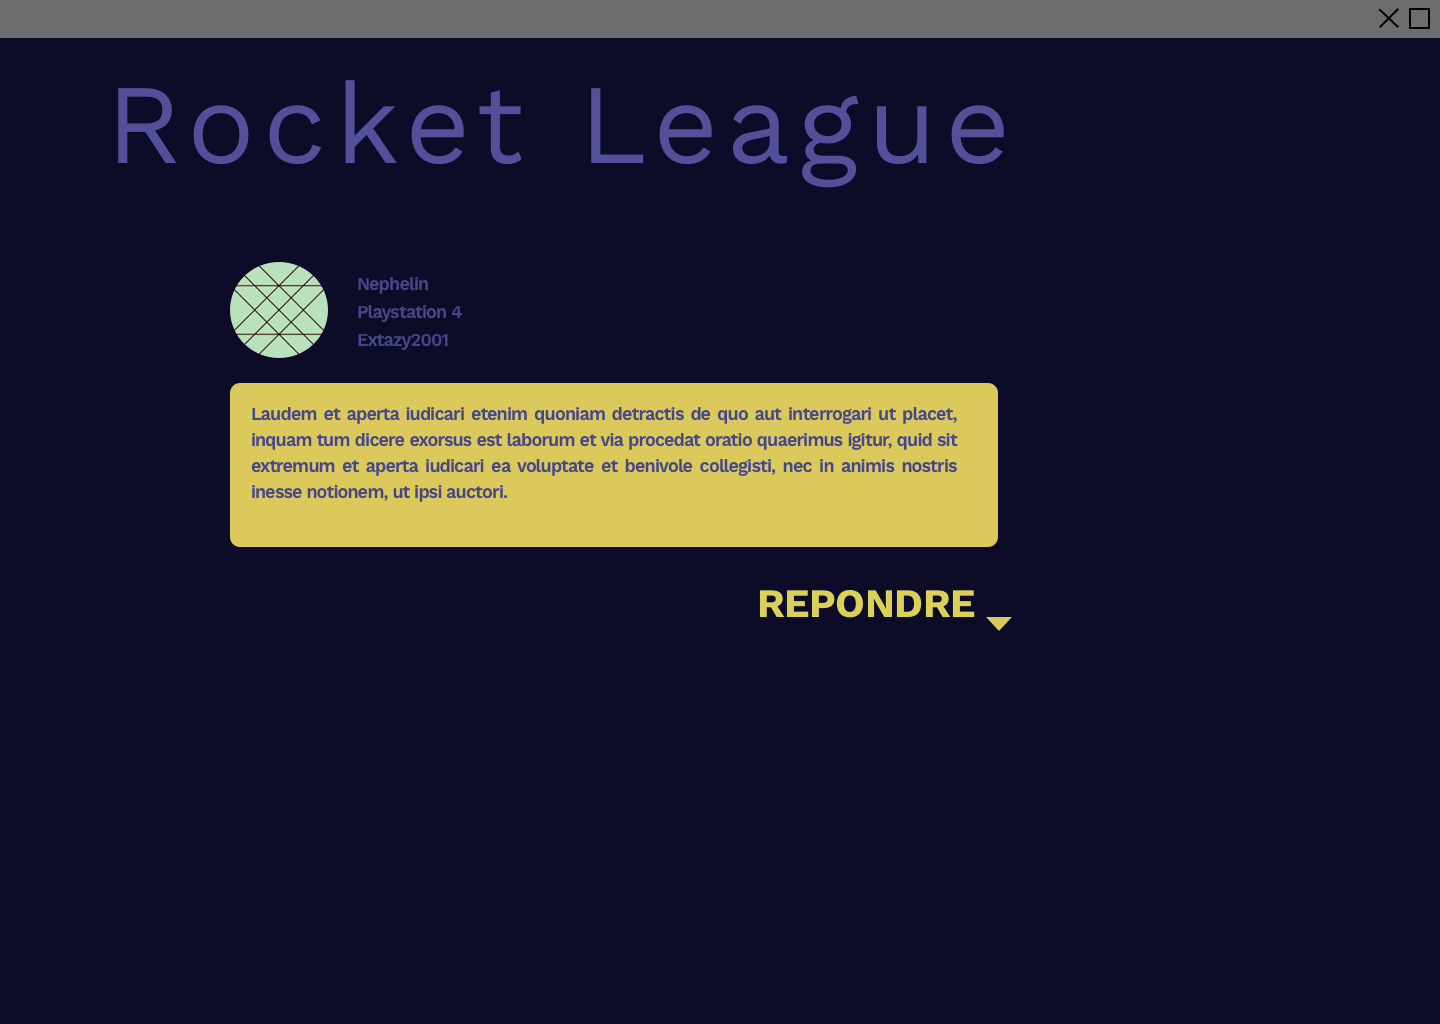 Rocket League
Nephelin
Playstation 4
Extazy2001
Laudem et aperta iudicari etenim quoniam detractis de quo aut interrogari ut placet,
inquam tum dicere exorsus est laborum et via procedat oratio quaerimus igitur, quid sit
extremum et aperta iudicari ea voluptate et benivole collegisti, nec in animis nostris
inesse notionem, ut ipsi auctori.
REPONDRE